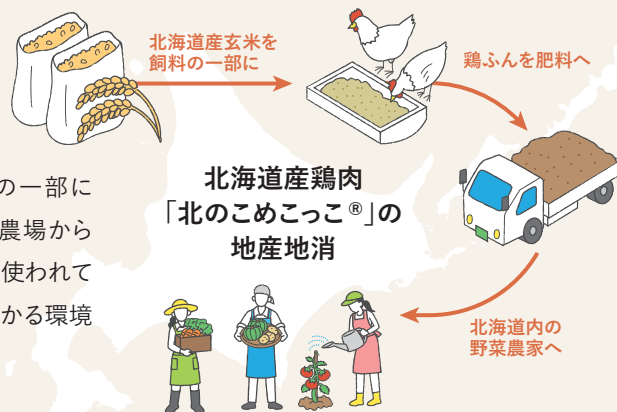 北海道産玄米を
飼料の一部に
鶏ふんを肥料へ
の一部に
農場から
使われて
かる環境
北海道産鶏肉
「北のこめこっこ®」の
地産地消
北海道内の
野菜農家へ